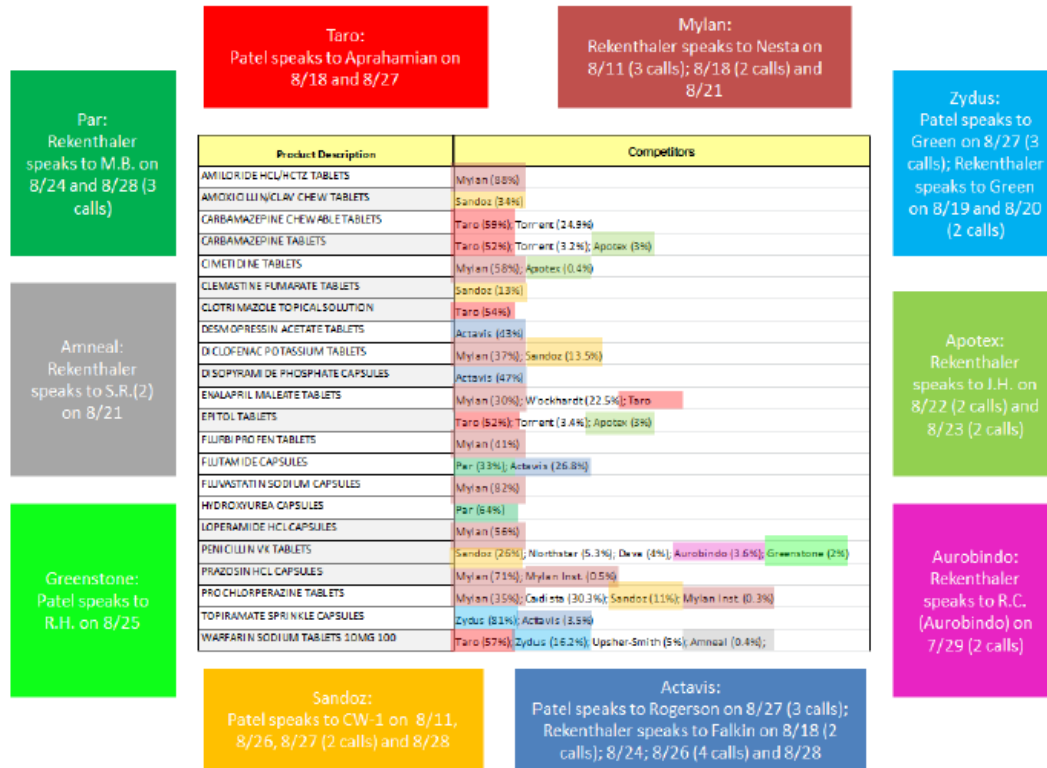 Taro:
Patel speaks to Aprahamian on
8/18 and 8/27
Mylan:
Rekenthaler speaks to Nesta on
8/11 (3 calls); 8/18 (2 calls) and
8/21
Par:
Rekenthaler
speaks to M.B. on
8/24 and 8/28 (3
calls)
Zydus:
Patel speaks to
Green on 8/27 (3
calls); Rekenthaler
speaks to Green
on 8/19 and 8/20
(2 calls)
Product Description Competitors
AMILORIDE HCL/HCTZ TABLETS Mylan (88%)
AMOXICILLIN/CLAV CHEW TABLETS Sandoz (34%)
CARBAMAZEPINE CHEWABLE TABLETS Taro (59%); Torrent (24.9%)
CARBAMAZEPINE TABLETS Taro (52%); Torrent (3.2%); Apotex (3%)
CIMETIDINE TABLETS Mylan (58%); Apotex (0.4%)
CLEMASTINE FUMARATE TABLETS Sandoz (13%)
CLOTRIMAZOLE TOPICAL SOLUTION Taro (54%)
DESMOPRESSIN ACETATE TABLETS Actavis (43%)
DICLOFENAC POTASSIUM TABLETS Mylan (37%); Sandoz (13.5%)
DISOPYRAMIDE PHOSPHATE CAPSULES Actavis (47%)
ENALAPRIL MALEATE TABLETS Mylan (30%); Wockhardt (22.5%); Taro
EPITOL TABLETS Taro (52%); Torrent (3.4%); Apotex (3%)
FLURBIPROFEN TABLETS Mylan (41%)
FLUTAMIDE CAPSULES Par (33%); Actavis (26.8%)
FLUVASTATIN SODIUM CAPSULES Mylan (82%)
HYDROXYUREA CAPSULES Par (64%)
LOPERAMIDE HCL CAPSULES Mylan (56%)
PENICILLIN VK TABLETS Sandoz (26%); Northstar (5.3%); Dava (4%); Aurobindo (3.6%); Greenstone (2%)
PRAZOSIN HCL CAPSULES Mylan (71%); Mylan Inst. (0.5%)
PROCHLORPERAZINE TABLETS Mylan (35%); Cadista (30.3%); Sandoz (11%); Mylan Inst. (0.3%)
TOPIRAMATE SPRINKLE CAPSULES Zydus (81%); Actavis (3.5%)
WARFARIN SODIUM TABLETS 10MG 100 Taro (57%); Zydus (16.2%); Upsher-Smith (5%); Amneal (0.4%);
Amneal:
Rekenthaler
speaks to S.R.(2)
on 8/21
Apotex:
Rekenthaler
speaks to J.H. on
8/22 (2 calls) and
8/23 (2 calls)
Greenstone:
Patel speaks to
R.H. on 8/25
Aurobindo:
Rekenthaler
speaks to R.C.
(Aurobindo) on
7/29 (2 calls)
Sandoz:
Patel speaks to CW-1 on 8/11,
8/26, 8/27 (2 calls) and 8/28
Actavis:
Patel speaks to Rogerson on 8/27 (3 calls);
Rekenthaler speaks to Falkin on 8/18 (2
calls); 8/24; 8/26 (4 calls) and 8/28